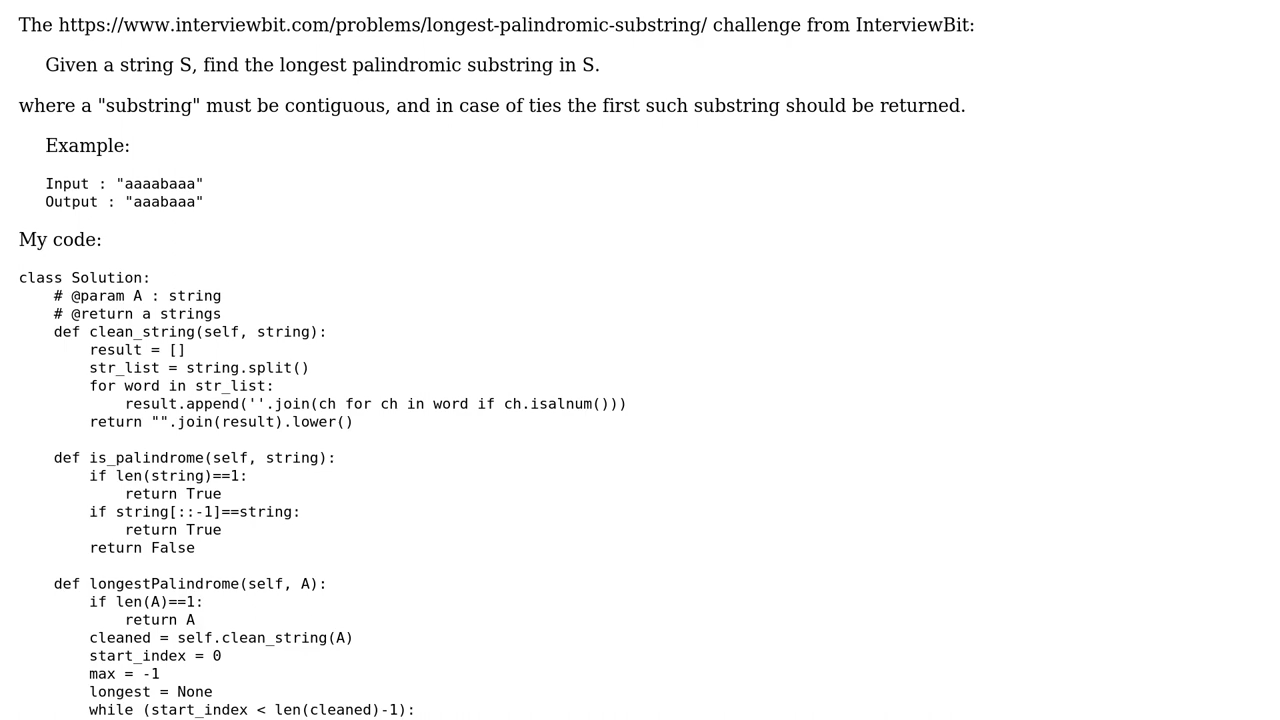 The https://www.interviewbit.com/problems/longest-palindromic-substring/ challenge from InterviewBit:
Given a string S, find the longest palindromic substring in S.
where a "substring" must be contiguous, and in case of ties the first such substring should be returned.
Example:
Input : "aaaabaaa"
Output : "aaabaaa"
My code:
class Solution:
    # @param A : string
    # @return a strings
    def clean_string(self, string):
        result = []
        str_list = string.split()
        for word in str_list:
            result.append(''.join(ch for ch in word if ch.isalnum()))
        return "".join(result).lower()

    def is_palindrome(self, string):
        if len(string)==1:
            return True
        if string[::-1]==string:
            return True
        return False

    def longestPalindrome(self, A):
        if len(A)==1:
            return A
        cleaned = self.clean_string(A)
        start_index = 0
        max = -1
        longest = None
        while (start_index < len(cleaned)-1):